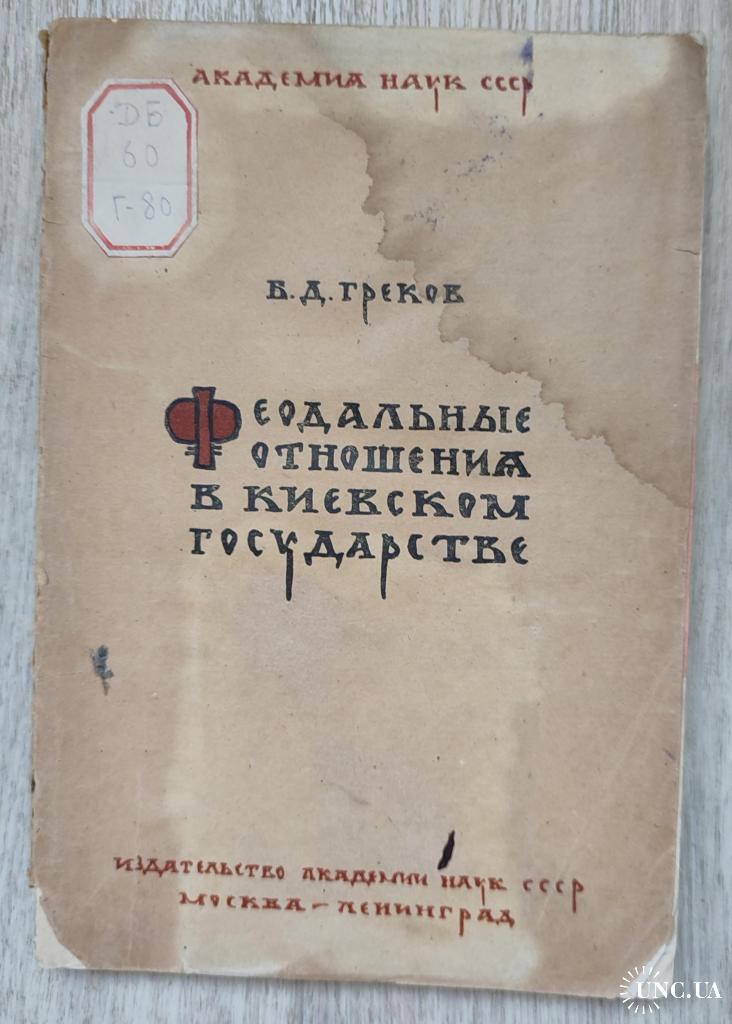 АКАДЕМИЯ НАУК СССР
ДБ
60
Г-80
Б.Д.ГРЕКОВ
ФЕОДАЛЬНЫЕ
ОТНОШЕНИЯ
В КИЕВСКОМ
ГОСУДАРСТВЕ
ИЗДАТЕЛЬСТВО АКАДЕМИИ НАУК СССР
МОСКВА – ЛЕНИНГРАД
UNC.UA